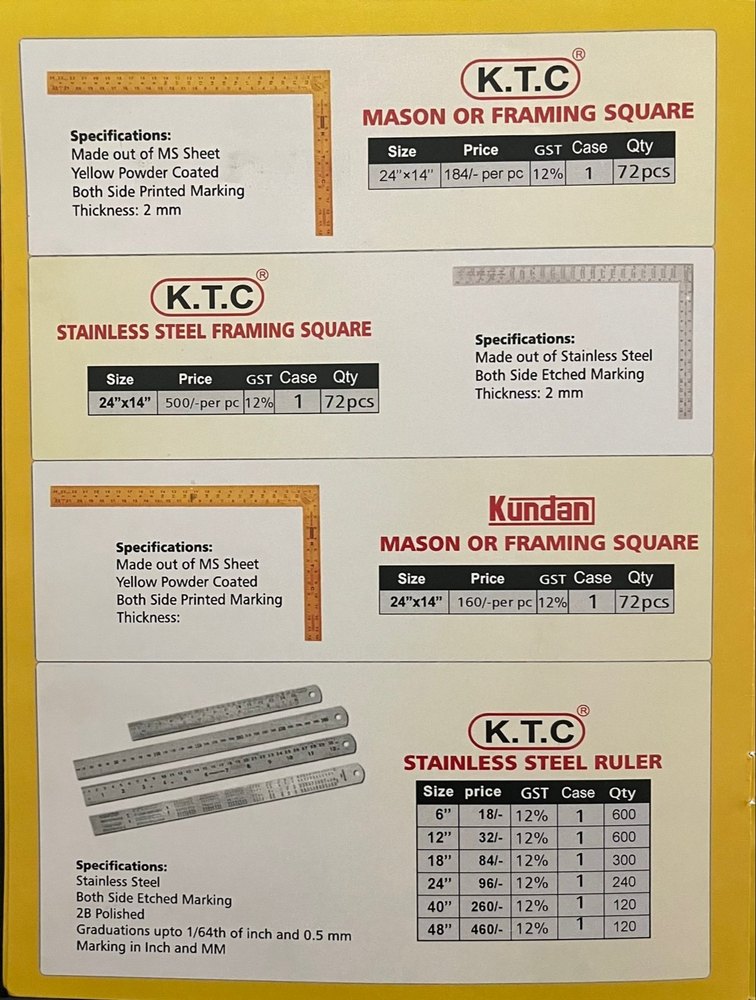 K.T.C®
MASON OR FRAMING SQUARE
Specifications:
Made out of MS Sheet
Yellow Powder Coated
Both Side Printed Marking
Thickness: 2 mm
Size Price GST Case Qty
24”×14” 184/- per pc 12% 1 72pcs
K.T.C®
STAINLESS STEEL FRAMING SQUARE
Size Price GST Case Qty
24”x14” 500/-per pc 12% 1 72pcs
Specifications:
Made out of Stainless Steel
Both Side Etched Marking
Thickness: 2 mm
Kundan
MASON OR FRAMING SQUARE
Specifications:
Made out of MS Sheet
Yellow Powder Coated
Both Side Printed Marking
Thickness:
Size Price GST Case Qty
24”x14” 160/-per pc 12% 1 72pcs
K.T.C®
STAINLESS STEEL RULER
Size price GST Case Qty
6” 18/- 12% 1 600
12” 32/- 12% 1 600
18” 84/- 12% 1 300
24” 96/- 12% 1 240
40” 260/- 12% 1 120
48” 460/- 12% 1 120
Specifications:
Stainless Steel
Both Side Etched Marking
2B Polished
Graduations upto 1/64th of inch and 0.5 mm
Marking in Inch and MM